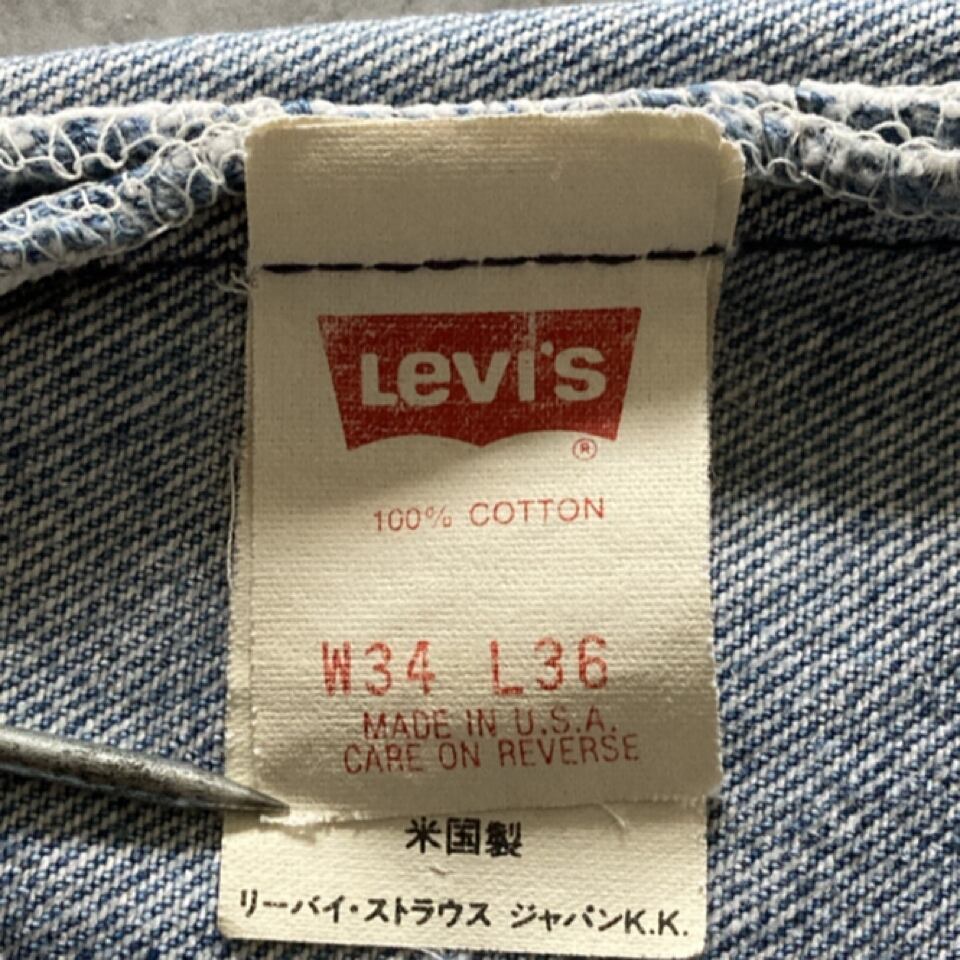 Levi's
®
100% COTTON
W34 L36
MADE IN U.S.A.
CARE ON REVERSE
米国製
リーバイ・ストラウス ジャパンK.K.